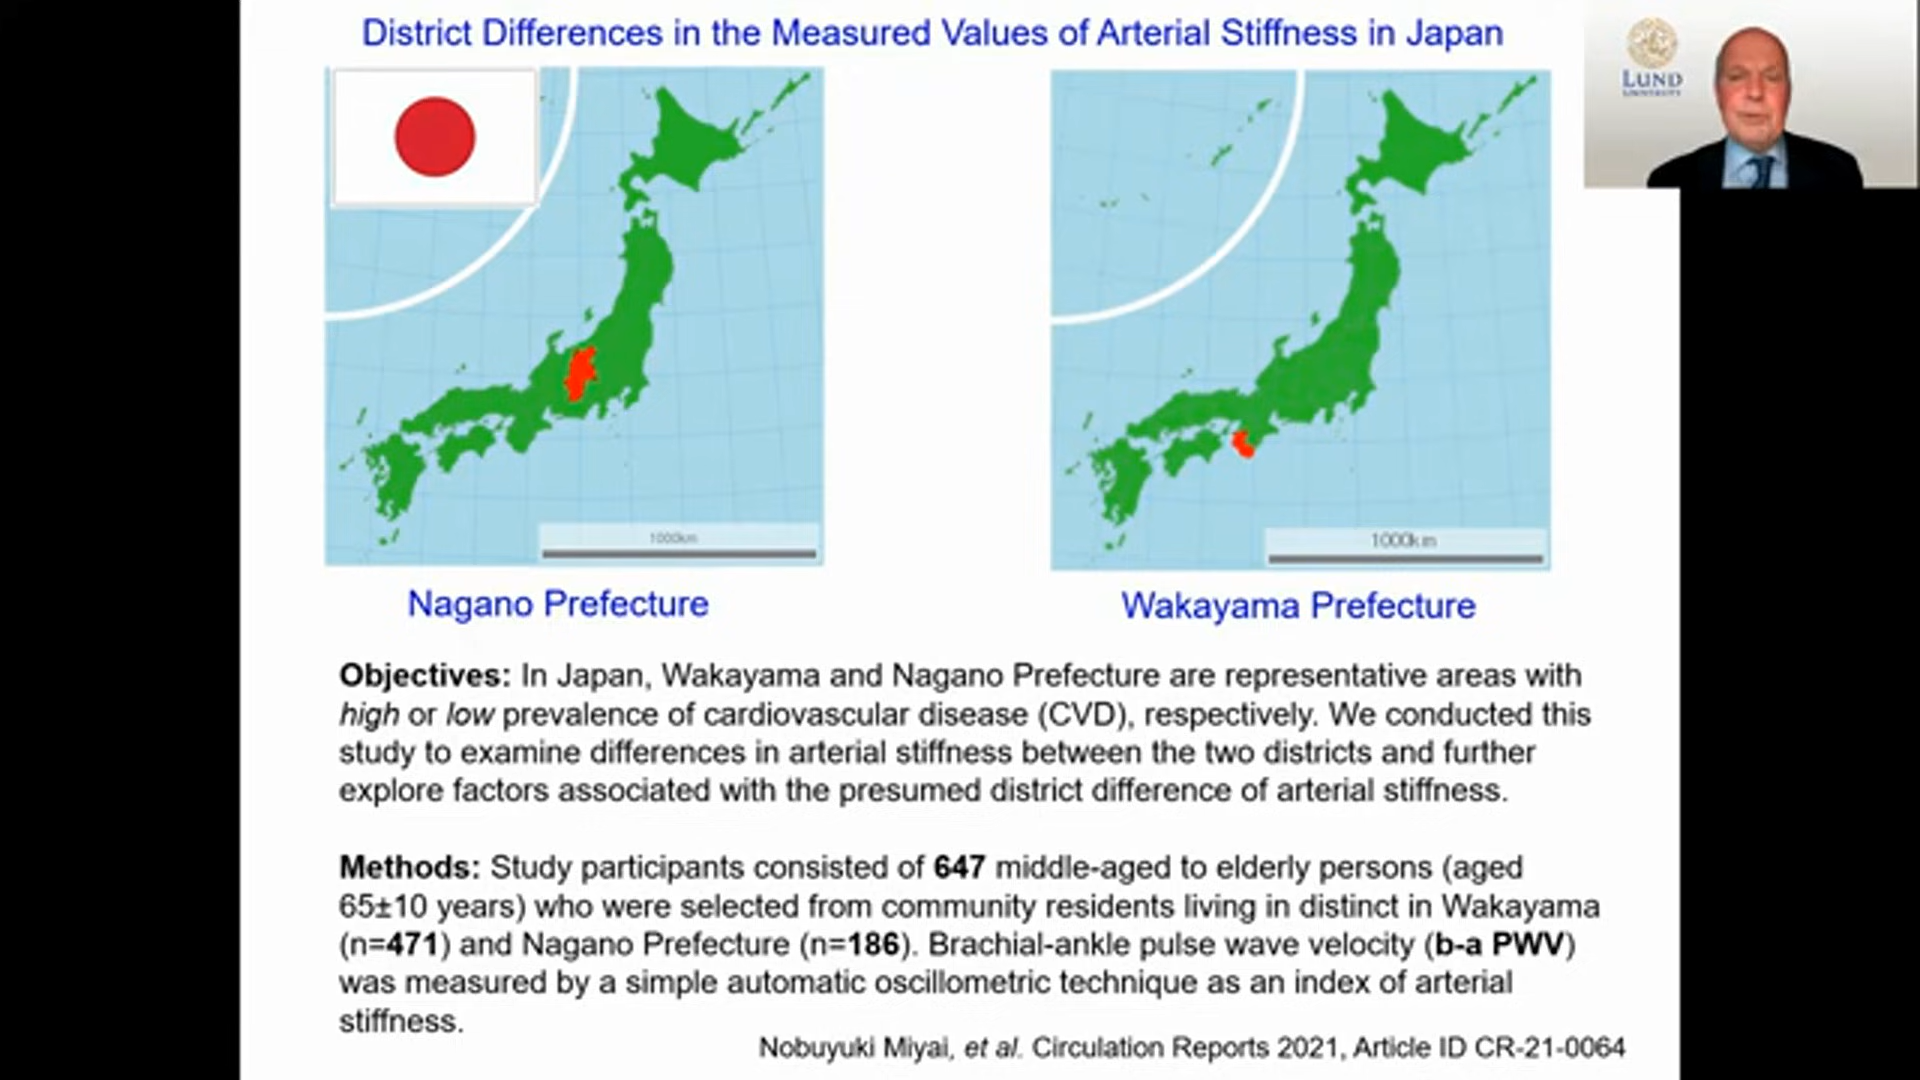 District Differences in the Measured Values of Arterial Stiffness in Japan
LUND
UNIVERSITY
1000km
1000km
Nagano Prefecture
Wakayama Prefecture
Objectives: In Japan, Wakayama and Nagano Prefecture are representative areas with
high or low prevalence of cardiovascular disease (CVD), respectively. We conducted this
study to examine differences in arterial stiffness between the two districts and further
explore factors associated with the presumed district difference of arterial stiffness.
Methods: Study participants consisted of 647 middle-aged to elderly persons (aged
65±10 years) who were selected from community residents living in distinct in Wakayama
(n=471) and Nagano Prefecture (n=186). Brachial-ankle pulse wave velocity (b-a PWV)
was measured by a simple automatic oscillometric technique as an index of arterial
stiffness.
Nobuyuki Miyai, et al. Circulation Reports 2021, Article ID CR-21-0064